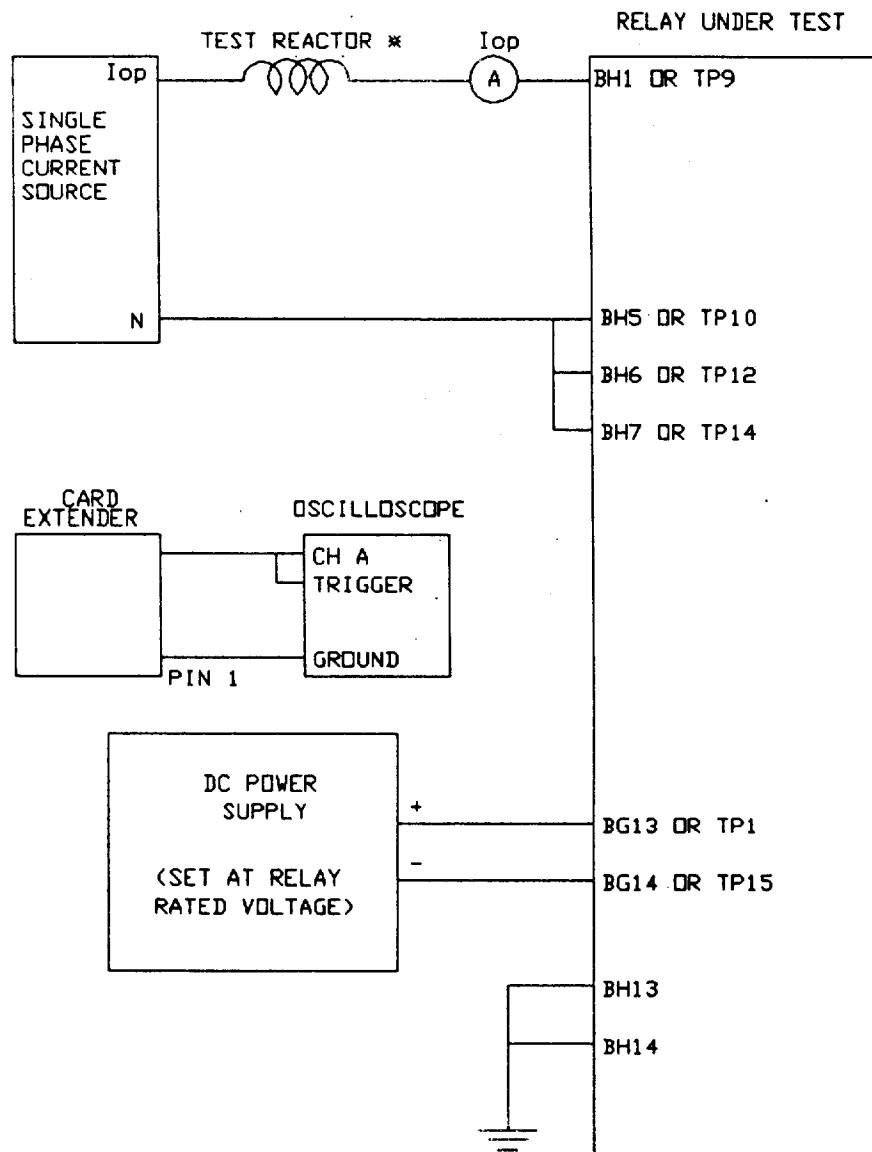 RELAY UNDER TEST
TEST REACTOR *
Iop
Iop
A
BH1 OR TP9
SINGLE
PHASE
CURRENT
SOURCE
N
BH5 OR TP10
BH6 OR TP12
BH7 OR TP14
CARD
EXTENDER
OSCILLOSCOPE
CH A
TRIGGER
GROUND
PIN 1
DC POWER
SUPPLY
(SET AT RELAY
RATED VOLTAGE)
+
-
BG13 OR TP1
BG14 OR TP15
BH13
BH14